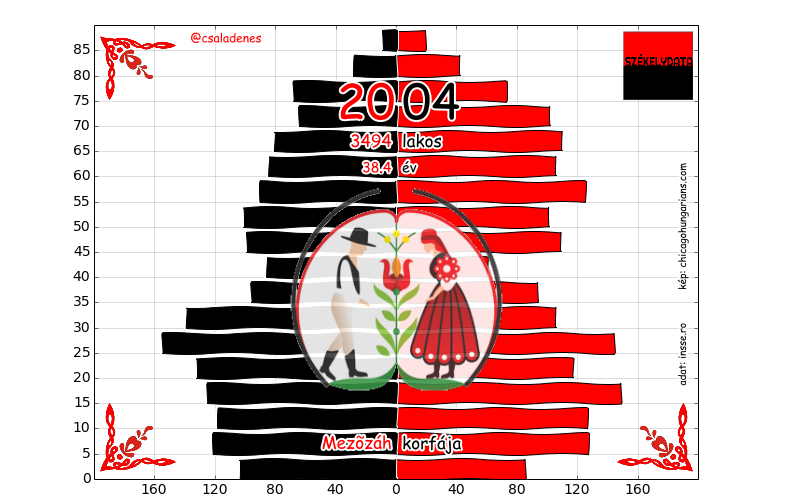 @csaladenes
SZÉKELYDATA
2004
3494 lakos
38.4 év
kép: chicagohungarians.com
adat: insse.ro
Mezőzáh korfája
85
80
75
70
65
60
55
50
45
40
35
30
25
20
15
10
5
0
160 120 80 40 0 40 80 120 160